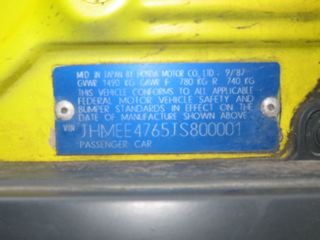 MFD. IN JAPAN BY HONDA MOTOR CO., LTD. 9/87
GVWR 1490 KG GAWR F 780 KG R 740 KG
THIS VEHICLE CONFORMS TO ALL APPLICABLE
FEDERAL MOTOR VEHICLE SAFETY AND
BUMPER STANDARDS IN EFFECT ON THE
DATE OF MANUFACTURE SHOWN ABOVE.
VIN JHMEE4765JS800001
PASSENGER CAR